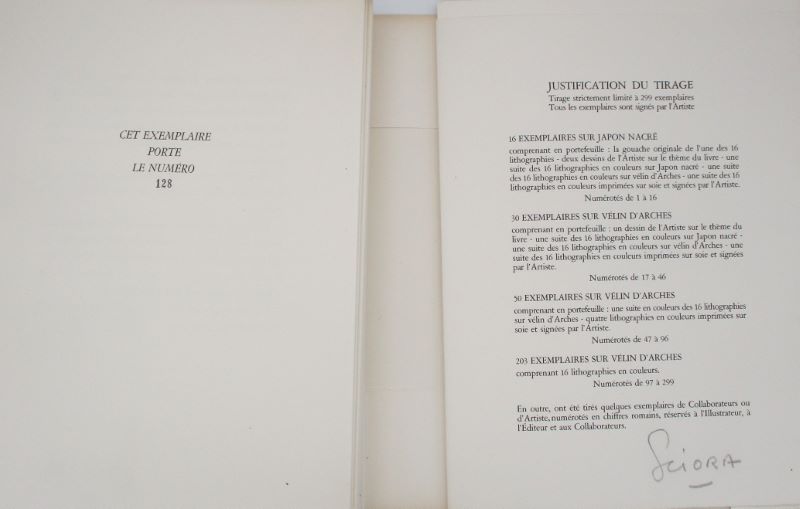 CET EXEMPLAIRE
PORTE
LE NUMÉRO
128
JUSTIFICATION DU TIRAGE
Tirage strictement limité à 299 exemplaires
Tous les exemplaires sont signés par l'Artiste
16 EXEMPLAIRES SUR JAPON NACRÉ
comprenant en portefeuille : la gouache originale de l'une des 16
lithographies - deux dessins de l'Artiste sur le thème du livre - une
suite des 16 lithographies en couleurs sur Japon nacré - une suite
des 16 lithographies en couleurs sur vélin d'Arches - une suite des 16
lithographies en couleurs imprimées sur soie et signées par l'Artiste.
Numérotés de 1 à 16
30 EXEMPLAIRES SUR VÉLIN D'ARCHES
comprenant en portefeuille : un dessin de l'Artiste sur le thème du
livre - une suite des 16 lithographies en couleurs sur Japon nacré -
une suite des 16 lithographies en couleurs sur vélin d'Arches - une
suite des 16 lithographies en couleurs imprimées sur soie et signées
par l'Artiste.
Numérotés de 17 à 46
50 EXEMPLAIRES SUR VÉLIN D'ARCHES
comprenant en portefeuille : une suite en couleurs des 16 lithographies
sur vélin d'Arches - quatre lithographies en couleurs imprimées sur
soie et signées par l'Artiste.
Numérotés de 47 à 96
203 EXEMPLAIRES SUR VÉLIN D'ARCHES
comprenant 16 lithographies en couleurs.
Numérotés de 97 à 299
En outre, ont été tirés quelques exemplaires de Collaborateurs ou
d'Artiste, numérotés en chiffres romains, réservés à l'Illustrateur, à
l'Éditeur et aux Collaborateurs.
SCIORA